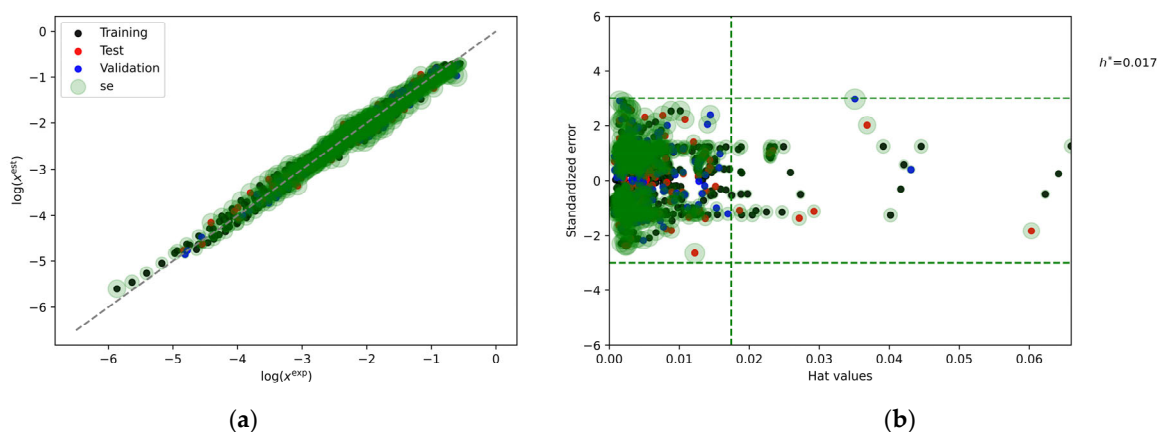 0
−1
−2
−3
−4
−5
−6
log(x^est)
Training
Test
Validation
se
−6 −5 −4 −3 −2 −1 0
log(x^exp)
(a)
6
4
2
0
−2
−4
−6
Standardized error
0.00 0.01 0.02 0.03 0.04 0.05 0.06
Hat values
h*=0.017
(b)